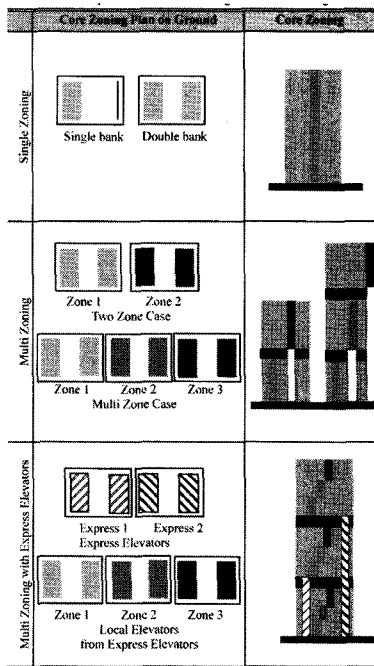 Core Zoning Plan on Ground
Core Zoning
Single Zoning
Single bank
Double bank
Multi Zoning
Zone 1
Zone 2
Two Zone Case
Zone 1
Zone 2
Zone 3
Multi Zone Case
Multi Zoning with Express Elevators
Express 1
Express 2
Express Elevators
Zone 1
Zone 2
Zone 3
Local Elevators
from Express Elevators